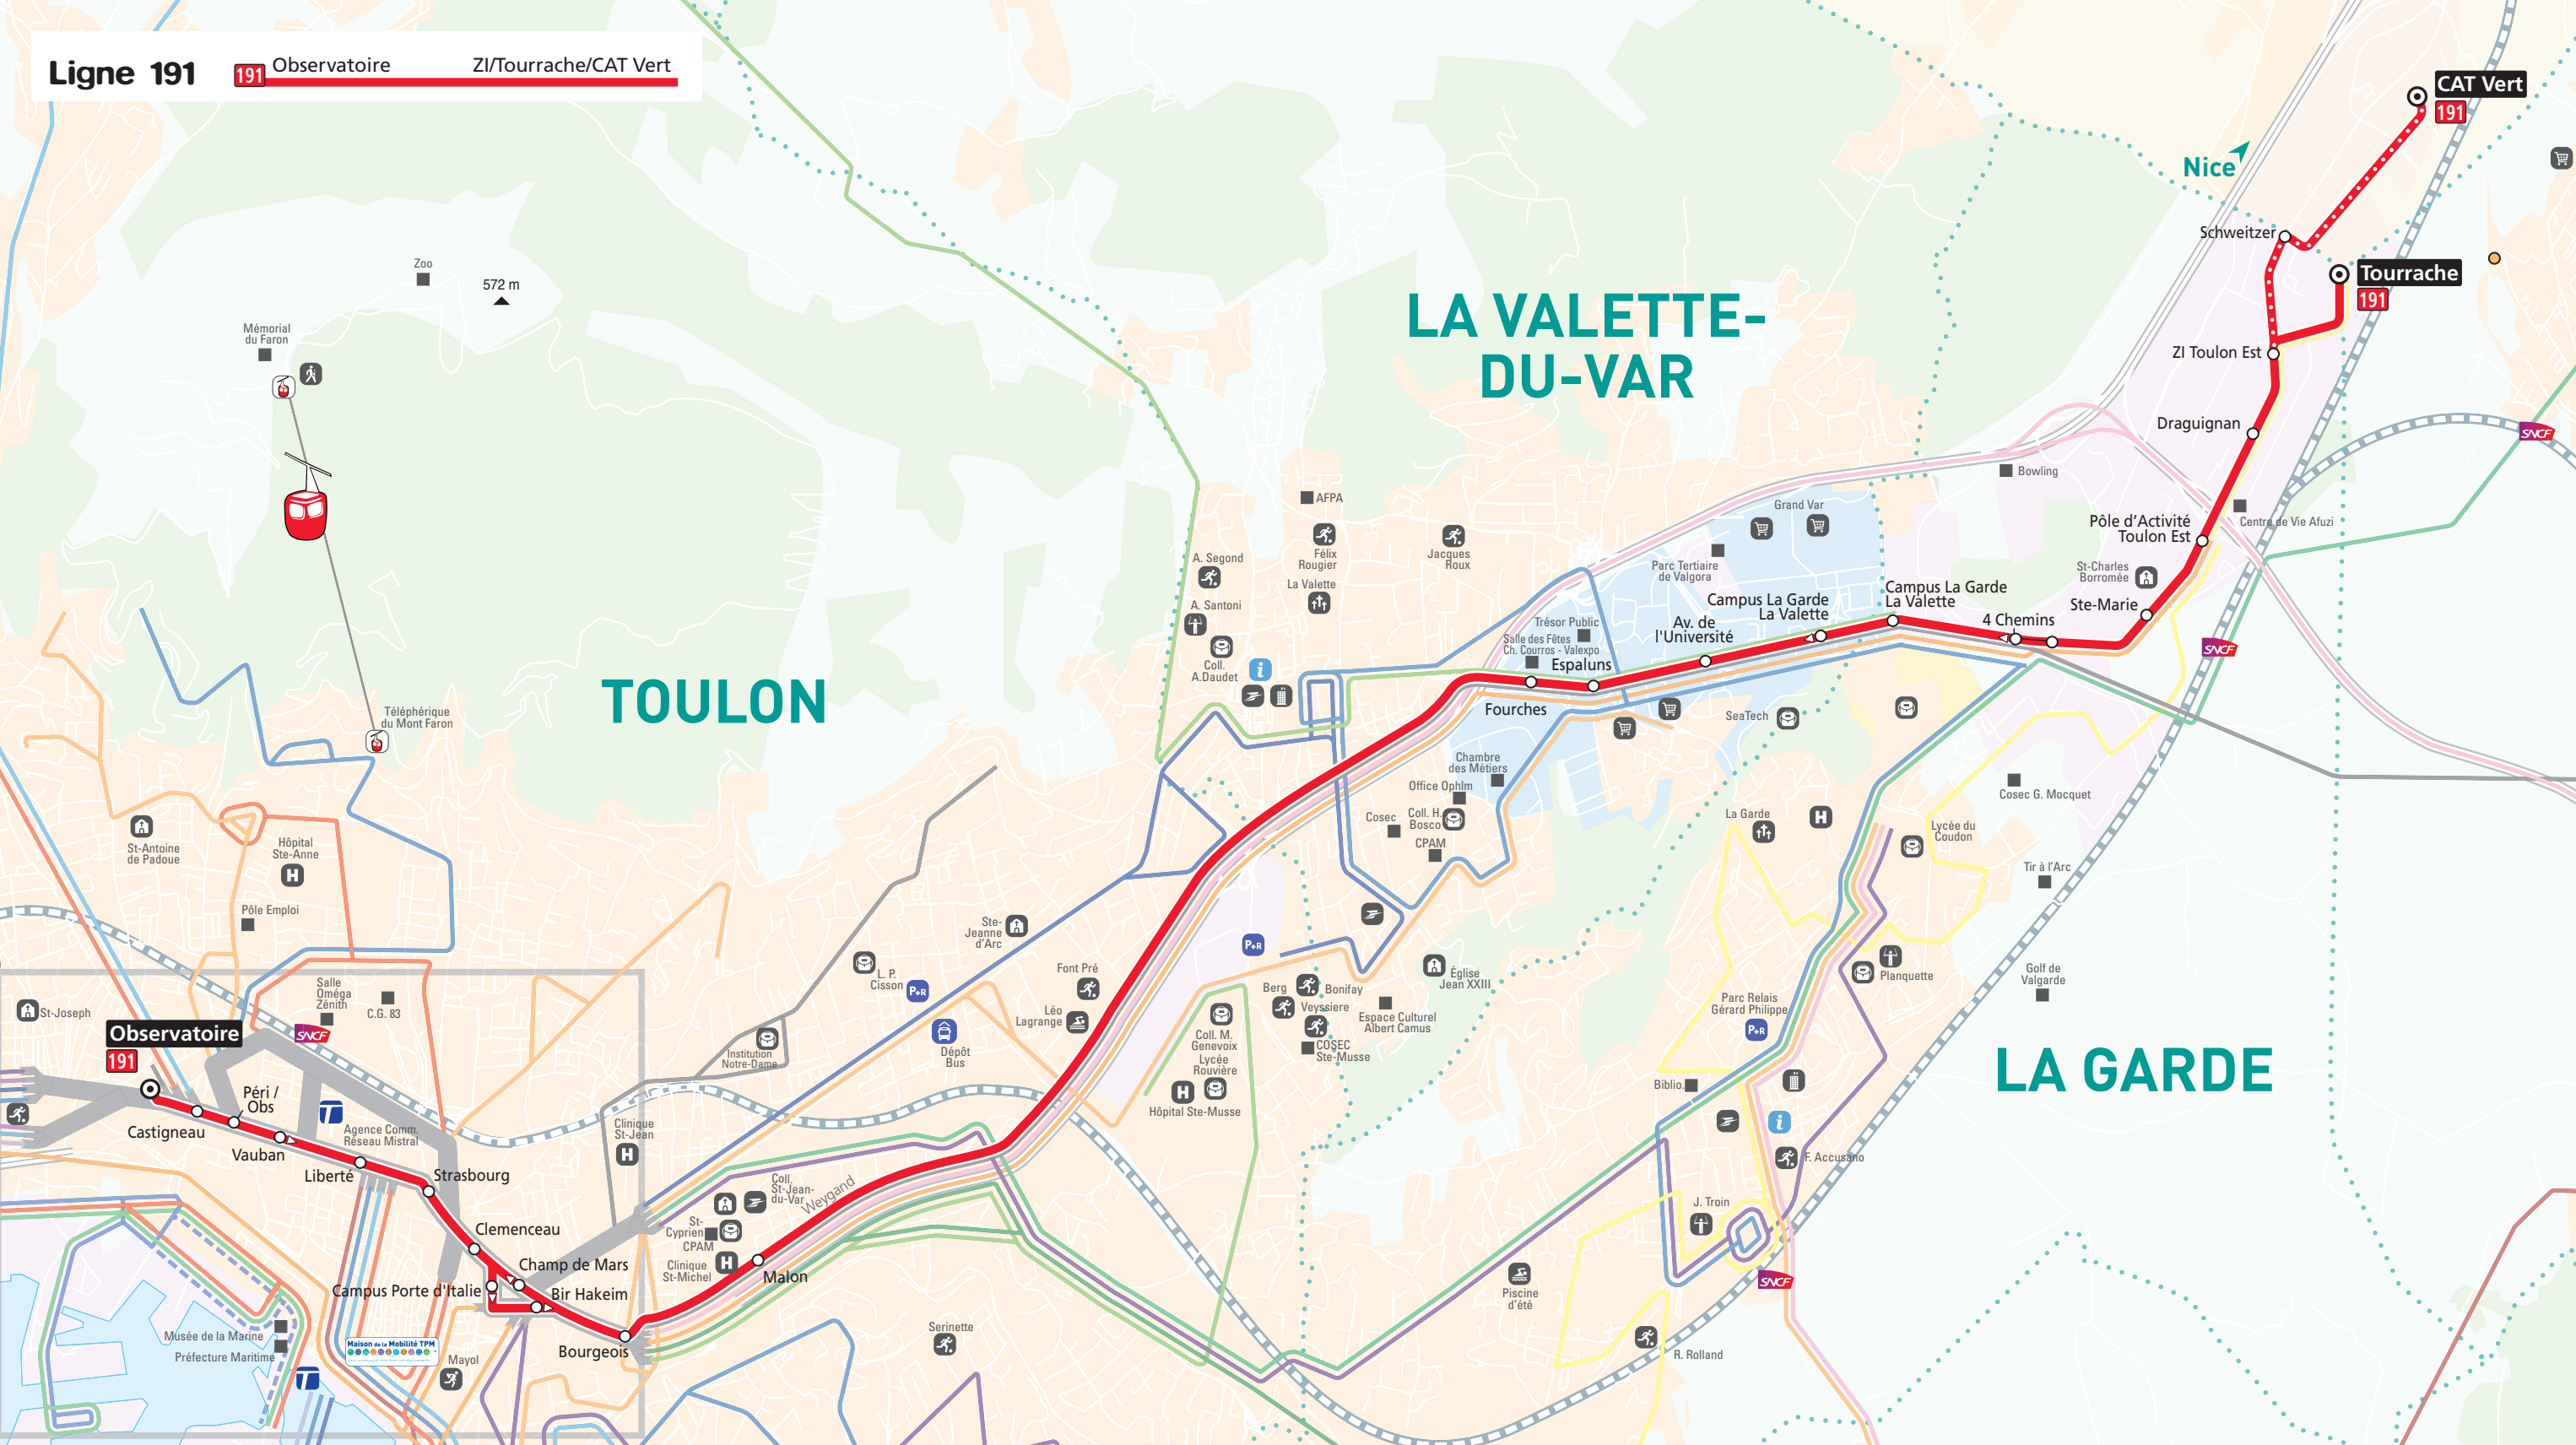 Ligne 191
191 Observatoire ZI/Tourrache/CAT Vert
CAT Vert
191
Nice
Schweitzer
Tourrache
191
ZI Toulon Est
Draguignan
SNCF
Bowling
Pôle d'Activité
Toulon Est
Centre de Vie Afuzi
St-Charles
Borromée
Ste-Marie
SNCF
4 Chemins
Campus La Garde
La Valette
Campus La Garde
La Valette
Av. de
l'Université
Grand Var
Parc Tertiaire
de Valgora
Trésor Public
Salle des Fêtes
Ch. Courros - Valexpo
Espaluns
Fourches
LA VALETTE-
DU-VAR
Zoo
572 m
Mémorial
du Faron
Téléphérique
du Mont Faron
TOULON
AFPA
Félix
Rougier
Jacques
Roux
La Valette
A. Segond
A. Santoni
Coll.
A.Daudet
i
SeaTech
Chambre
des Métiers
Office Ophlm
Coll. H.
Bosco
Cosec
CPAM
La Garde
H
Lycée du
Coudon
Cosec G. Mocquet
Tir à l'Arc
Golf de
Valgarde
Planquette
Parc Relais
Gérard Philippe
P+R
Biblio.
i
F. Accusano
J. Troin
SNCF
R. Rolland
Piscine
d'été
LA GARDE
St-Antoine
de Padoue
Hôpital
Ste-Anne
H
Pôle Emploi
Salle
Oméga
Zénith
C.G. 83
SNCF
St-Joseph
Observatoire
191
Castigneau
Péri /
Obs
Vauban
Agence Comm.
Réseau Mistral
Liberté
Strasbourg
Clemenceau
Champ de Mars
Campus Porte d'Italie
Bir Hakeim
Bourgeois
Maison de la Mobilité TPM
Mayol
Musée de la Marine
Préfecture Maritime
Clinique
St-Jean
H
Institution
Notre-Dame
L. P.
Cisson
P+R
Dépôt
Bus
Ste-
Jeanne
d'Arc
Font Pré
Léo
Lagrange
Coll.
St-Jean-
du-Var
Weygand
St-
Cyprien
CPAM
Clinique
St-Michel
H
Malon
Serinette
P+R
Coll. M.
Genevoix
Lycée
Rouvière
H
Hôpital Ste-Musse
Berg
Bonifay
Veyssiere
COSEC
Ste-Musse
Espace Culturel
Albert Camus
Église
Jean XXIII